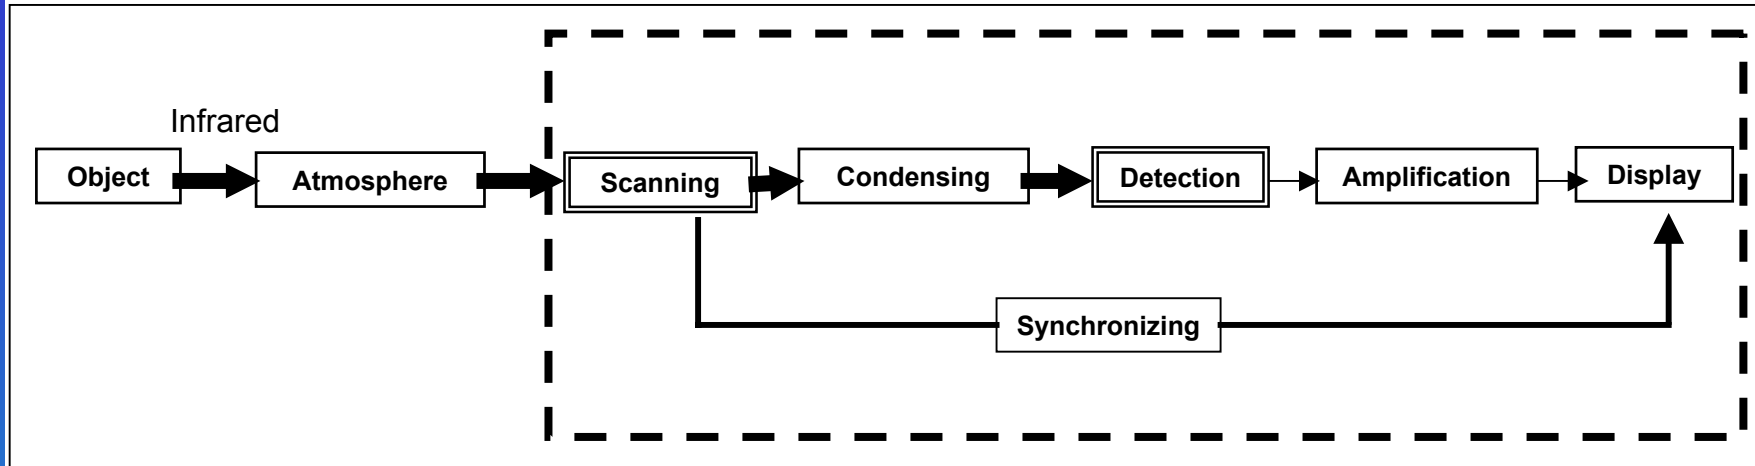 Infrared
Object
Atmosphere
Scanning
Condensing
Detection
Amplification
Display
Synchronizing